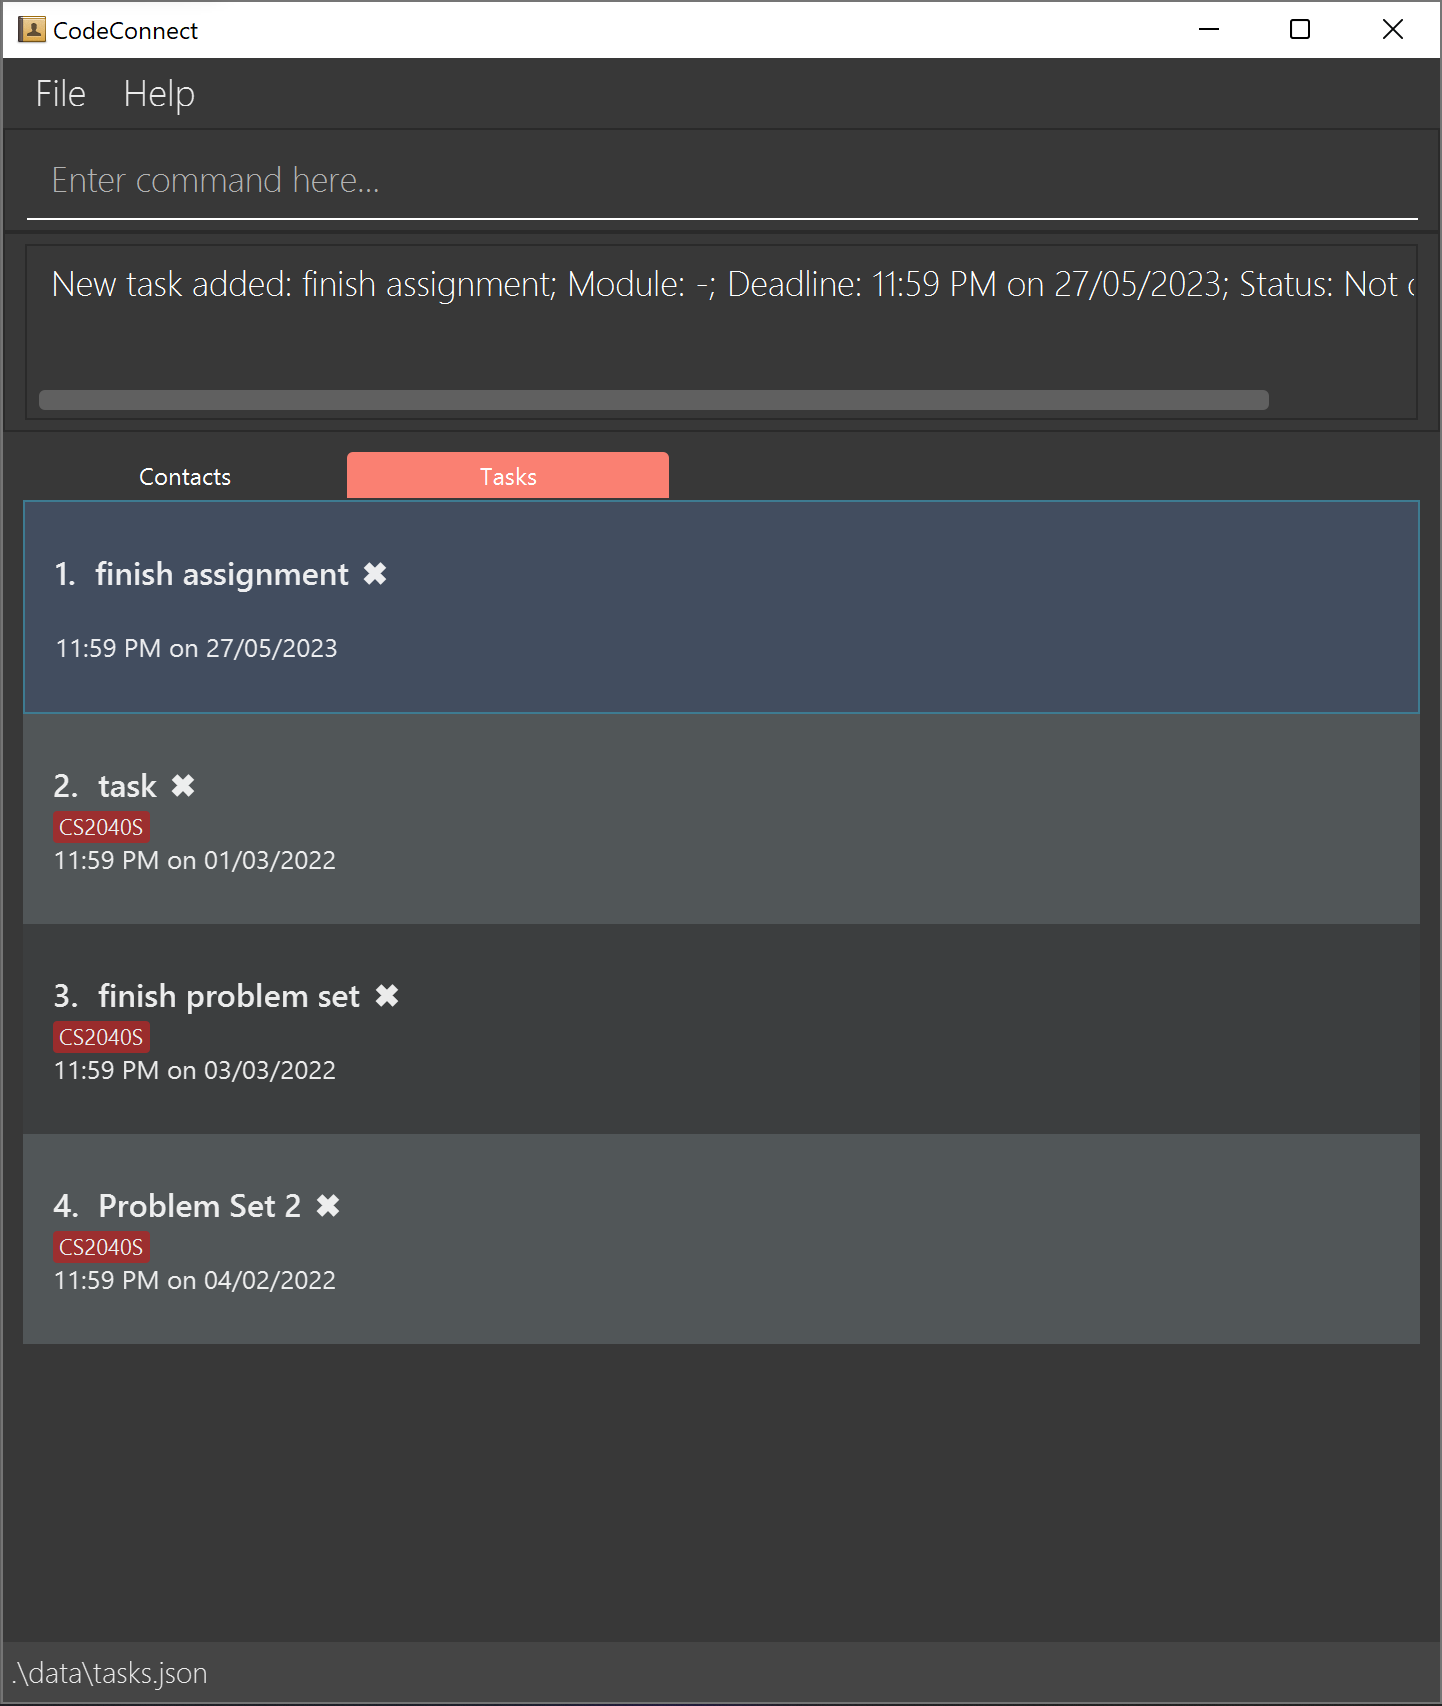 CodeConnect
File Help
Enter command here...
New task added: finish assignment; Module: -; Deadline: 11:59 PM on 27/05/2023; Status: Not
Contacts Tasks
1. finish assignment ✖
11:59 PM on 27/05/2023
2. task ✖
CS2040S
11:59 PM on 01/03/2022
3. finish problem set ✖
CS2040S
11:59 PM on 03/03/2022
4. Problem Set 2 ✖
CS2040S
11:59 PM on 04/02/2022
.\data\tasks.json